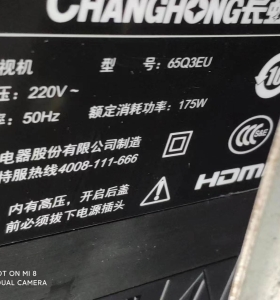 CHANGHONG长虹
视机 型 号: 65Q3EU
压: 220V~
率: 50Hz 额定消耗功率: 175W
电器股份有限公司制造
特服热线4008-111-666
内有高压,开启后盖
前必须拔下电源插头
CCC S&E
HDMI
10
SHOT ON MI 8
DUAL CAMERA